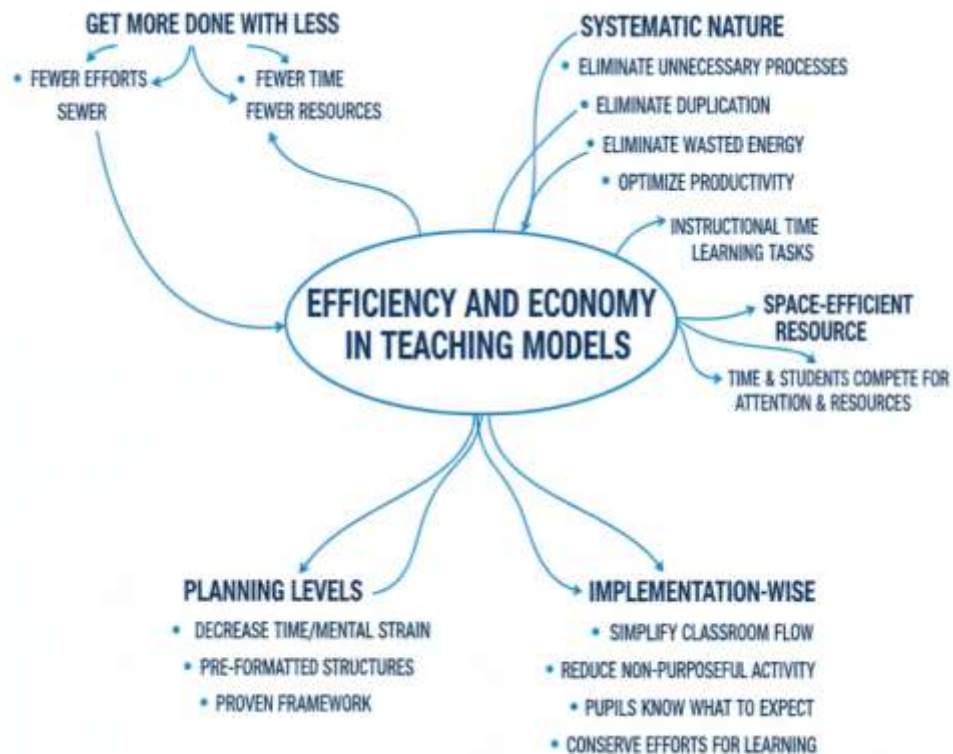 GET MORE DONE WITH LESS
• FEWER EFFORTS
SEWER
• FEWER TIME
FEWER RESOURCES
SYSTEMATIC NATURE
• ELIMINATE UNNECESSARY PROCESSES
• ELIMINATE DUPLICATION
• ELIMINATE WASTED ENERGY
• OPTIMIZE PRODUCTIVITY
INSTRUCTIONAL TIME
LEARNING TASKS
EFFICIENCY AND ECONOMY
IN TEACHING MODELS
SPACE-EFFICIENT
RESOURCE
TIME & STUDENTS COMPETE FOR
ATTENTION & RESOURCES
PLANNING LEVELS
• DECREASE TIME/MENTAL STRAIN
• PRE-FORMATTED STRUCTURES
• PROVEN FRAMEWORK
IMPLEMENTATION-WISE
• SIMPLIFY CLASSROOM FLOW
• REDUCE NON-PURPOSEFUL ACTIVITY
• PUPILS KNOW WHAT TO EXPECT
• CONSERVE EFFORTS FOR LEARNING